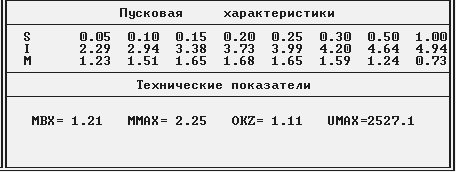 Пусковая характеристики
S 0.05 0.10 0.15 0.20 0.25 0.30 0.50 1.00
I 2.29 2.94 3.38 3.73 3.99 4.20 4.64 4.94
M 1.23 1.51 1.65 1.68 1.65 1.59 1.24 0.73
Технические показатели
МВХ= 1.21 ММАХ= 2.25 OKZ= 1.11 UMAX=2527.1